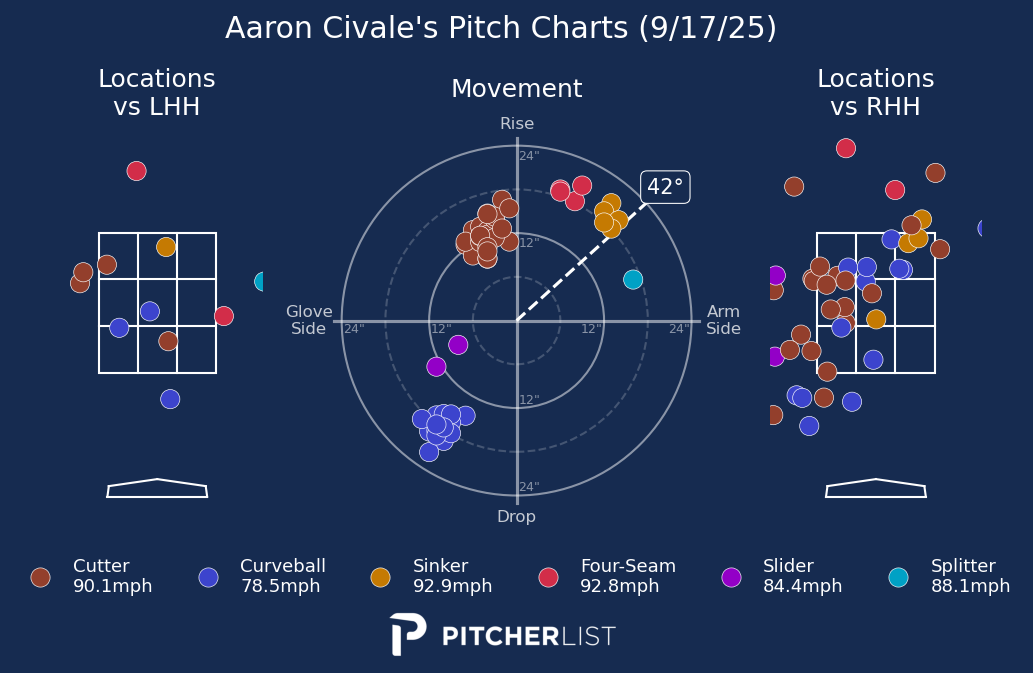 Aaron Civale's Pitch Charts (9/17/25)
Locations
vs LHH
Movement
Locations
vs RHH
Rise
24"
42°
12"
Glove
Side
24"
12"
12"
24"
Arm
Side
12"
24"
Drop
Cutter
90.1mph
Curveball
78.5mph
Sinker
92.9mph
Four-Seam
92.8mph
Slider
84.4mph
Splitter
88.1mph
PITCHERLIST